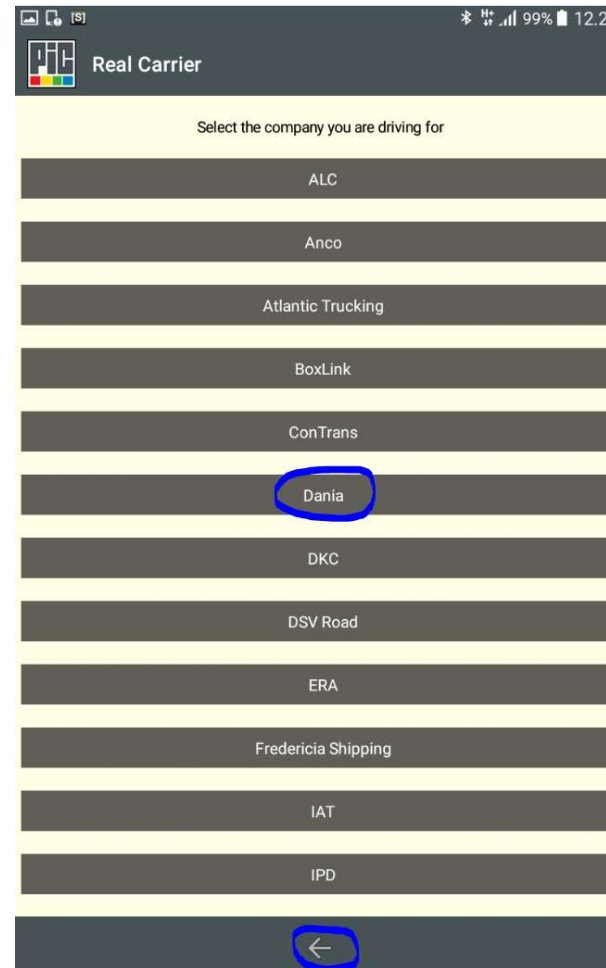 [S] H+ 99% 12.2
PiC Real Carrier
Select the company you are driving for
ALC
Anco
Atlantic Trucking
BoxLink
ConTrans
Dania
DKC
DSV Road
ERA
Fredericia Shipping
IAT
IPD